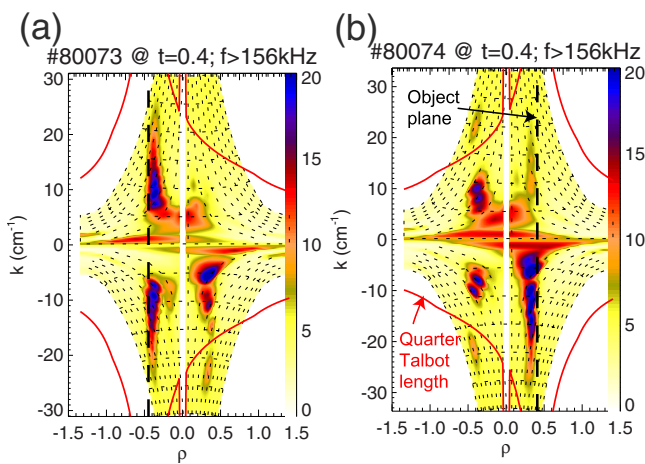 (a)
#80073 @ t=0.4; f>156kHz
k (cm⁻¹)
30
20
10
0
-10
-20
-30
-1.5 -1.0 -0.5 0.0 0.5 1.0 1.5
ρ
20
15
10
5
0
(b)
#80074 @ t=0.4; f>156kHz
Object
plane
k (cm⁻¹)
30
20
10
0
-10
-20
-30
Quarter
Talbot
length
-1.5 -1.0 -0.5 0.0 0.5 1.0 1.5
ρ
20
15
10
5
0